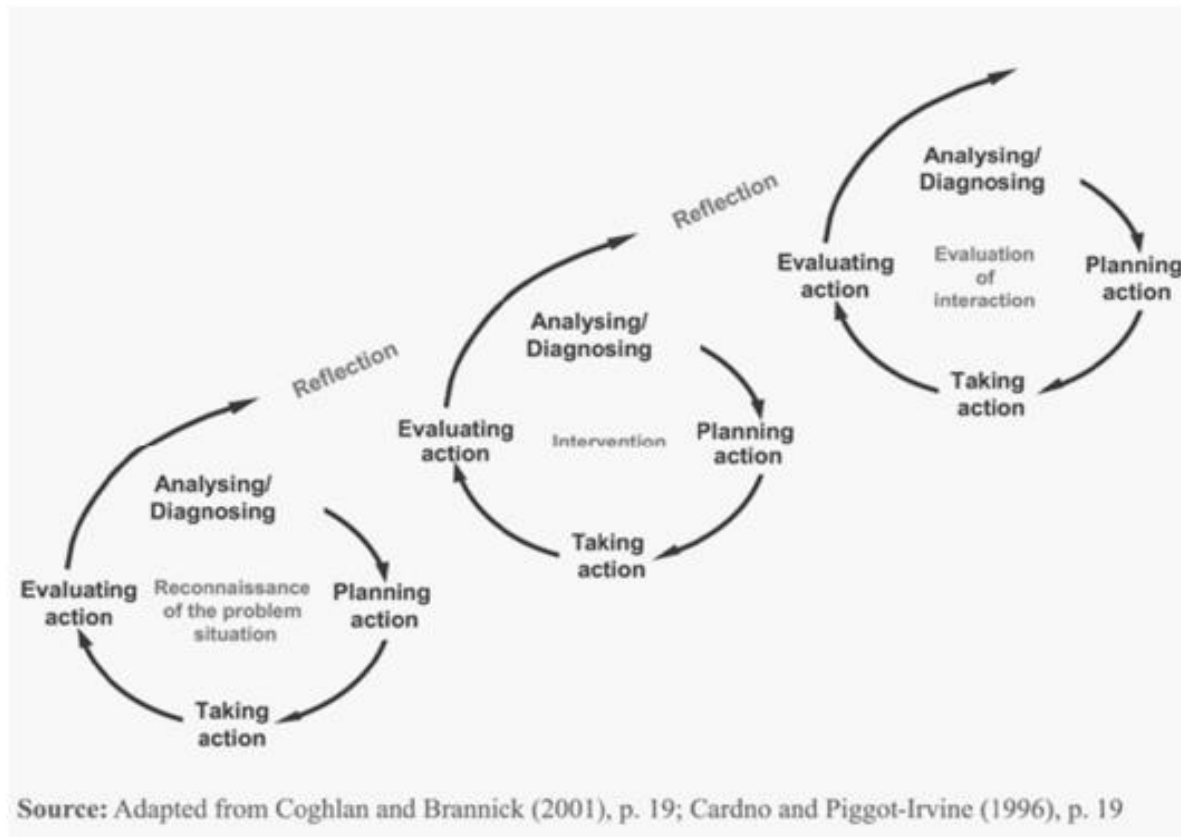 Analysing/
Diagnosing
Evaluating
action
Reconnaissance
of the problem
situation
Planning
action
Taking
action
Reflection
Analysing/
Diagnosing
Evaluating
action
Intervention
Planning
action
Taking
action
Reflection
Analysing/
Diagnosing
Evaluating
action
Evaluation
of
interaction
Planning
action
Taking
action
Source: Adapted from Coghlan and Brannick (2001), p. 19; Cardno and Piggot-Irvine (1996), p. 19